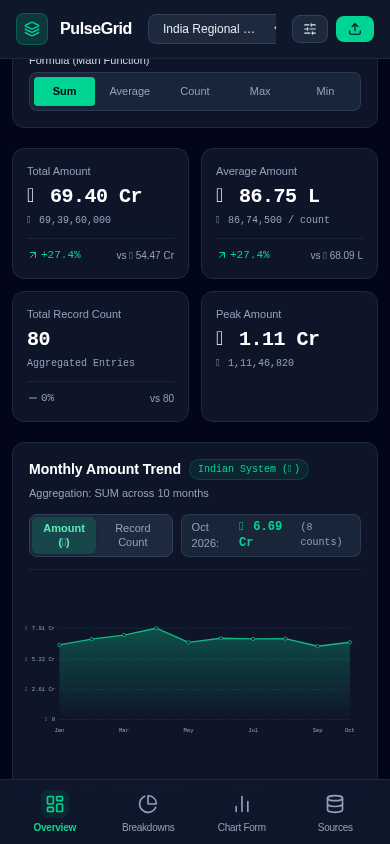 PulseGrid
India Regional ...
Formula (Math Function)
Sum Average Count Max Min
Total Amount
69.40 Cr
69,39,60,000
+27.4% vs 54.47 Cr
Average Amount
86.75 L
86,74,500 / count
+27.4% vs 68.09 L
Total Record Count
80
Aggregated Entries
0% vs 80
Peak Amount
1.11 Cr
1,11,46,820
Monthly Amount Trend
Indian System ()
Aggregation: SUM across 10 months
Amount
()
Record
Count
Oct
2026:
6.69
Cr
(8
counts)
7.91 Cr
5.22 Cr
2.61 Cr
0
Jan Mar May Jul Sep Oct
Overview Breakdowns Chart Form Sources